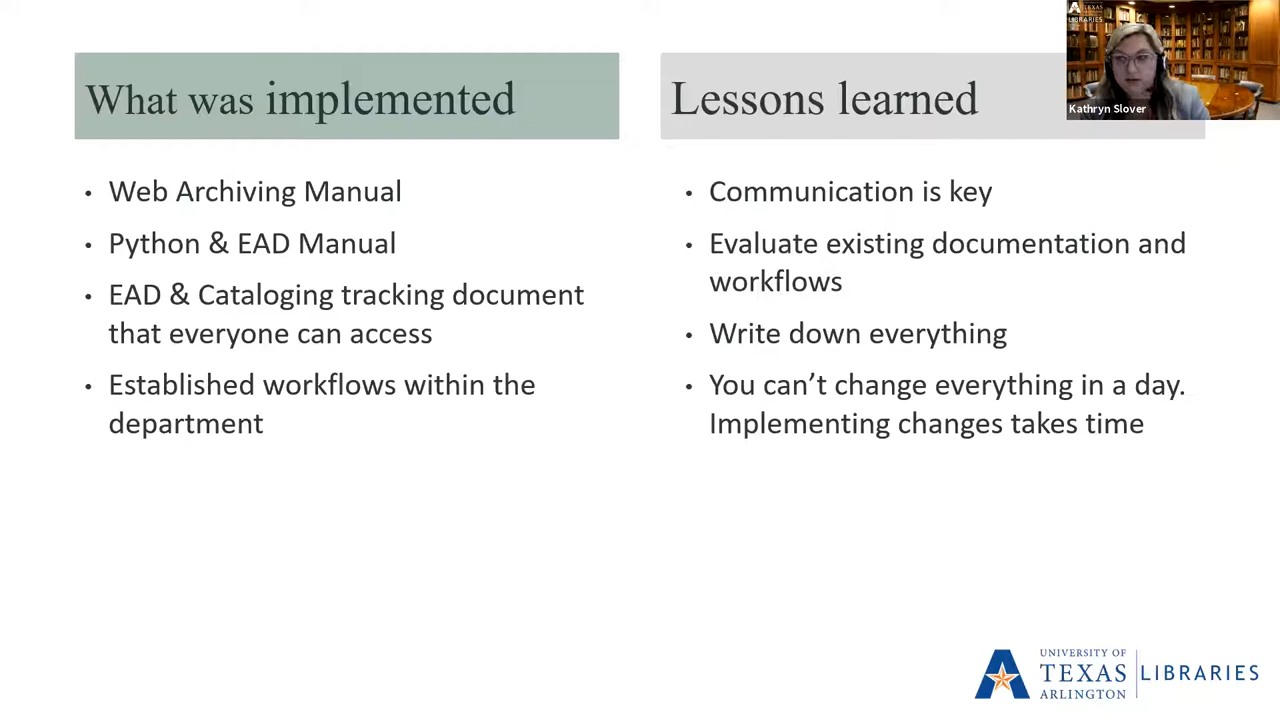 What was implemented
• Web Archiving Manual
• Python & EAD Manual
• EAD & Cataloging tracking document
that everyone can access
• Established workflows within the
department
Lessons learned
• Communication is key
• Evaluate existing documentation and
workflows
• Write down everything
• You can’t change everything in a day.
Implementing changes takes time
TEXAS
LIBRARIES
Kathryn Slover
UNIVERSITY OF
TEXAS
ARLINGTON
LIBRARIES